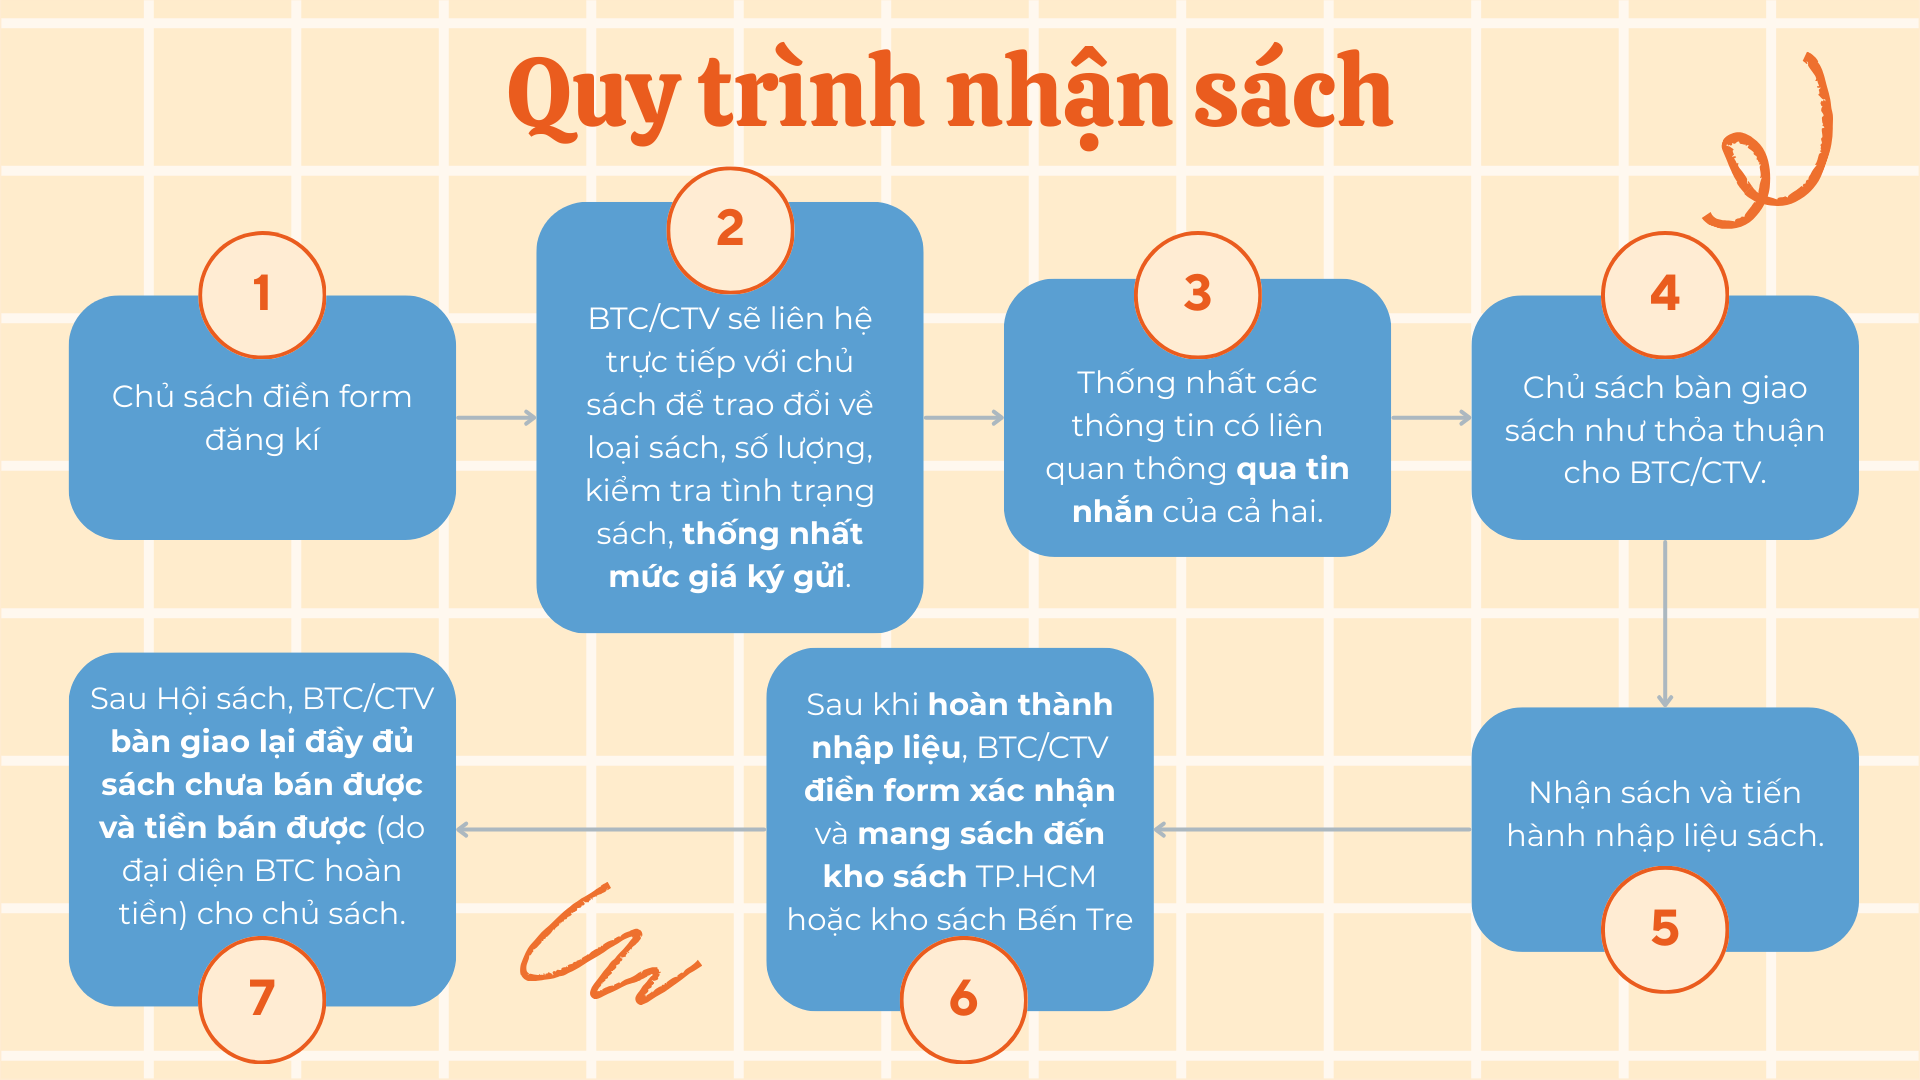 Quy trình nhận sách
1
Chủ sách điền form
đăng kí
2
BTC/CTV sẽ liên hệ
trực tiếp với chủ
sách để trao đổi về
loại sách, số lượng,
kiểm tra tình trạng
sách, thống nhất
mức giá ký gửi.
3
Thống nhất các
thông tin có liên
quan thông qua tin
nhắn của cả hai.
4
Chủ sách bàn giao
sách như thỏa thuận
cho BTC/CTV.
Nhận sách và tiến
hành nhập liệu sách.
5
Sau khi hoàn thành
nhập liệu, BTC/CTV
điền form xác nhận
và mang sách đến
kho sách TP.HCM
hoặc kho sách Bến Tre
6
Sau Hội sách, BTC/CTV
bàn giao lại đầy đủ
sách chưa bán được
và tiền bán được (do
đại diện BTC hoàn
tiền) cho chủ sách.
7